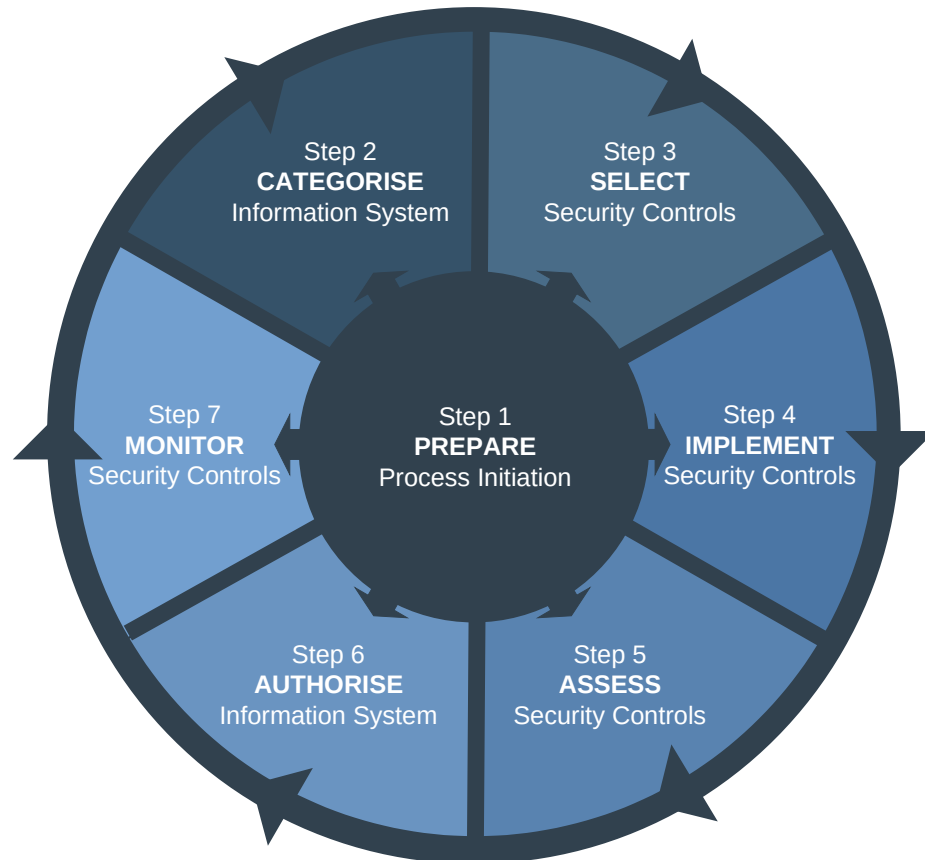 Step 1
PREPARE
Process Initiation
Step 2
CATEGORISE
Information System
Step 3
SELECT
Security Controls
Step 4
IMPLEMENT
Security Controls
Step 5
ASSESS
Security Controls
Step 6
AUTHORISE
Information System
Step 7
MONITOR
Security Controls